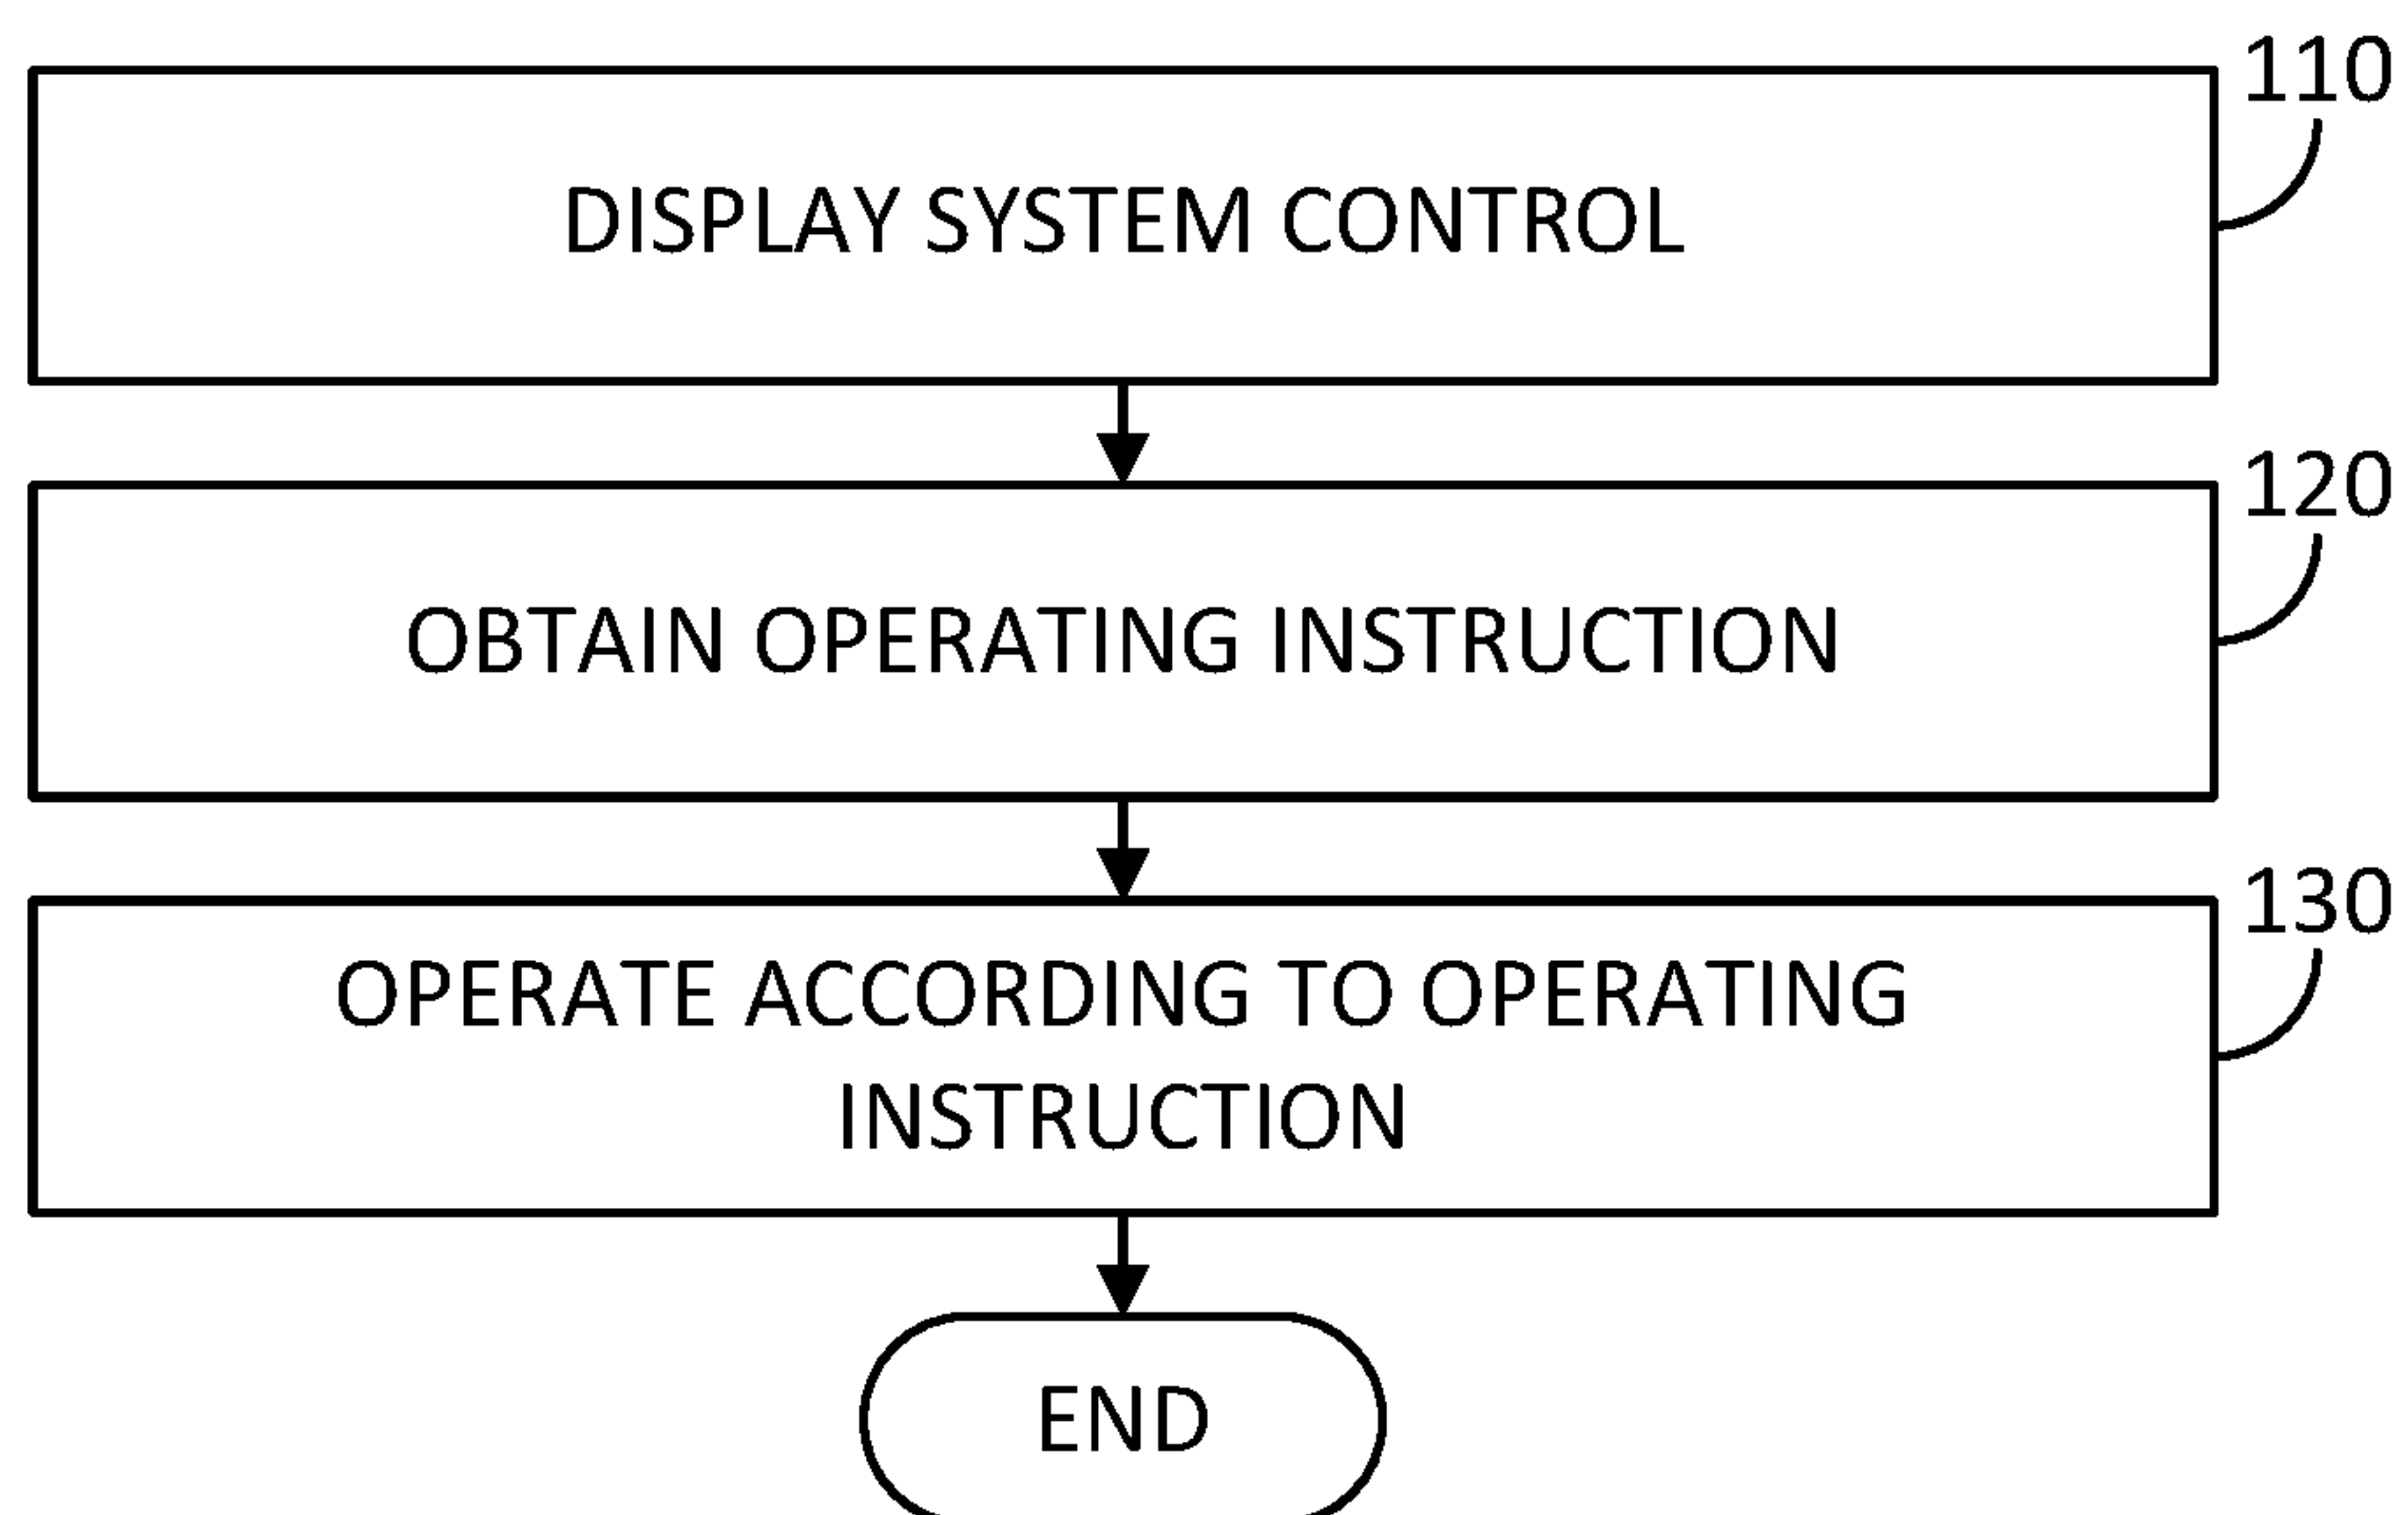 110
DISPLAY SYSTEM CONTROL
120
OBTAIN OPERATING INSTRUCTION
130
OPERATE ACCORDING TO OPERATING
INSTRUCTION
END